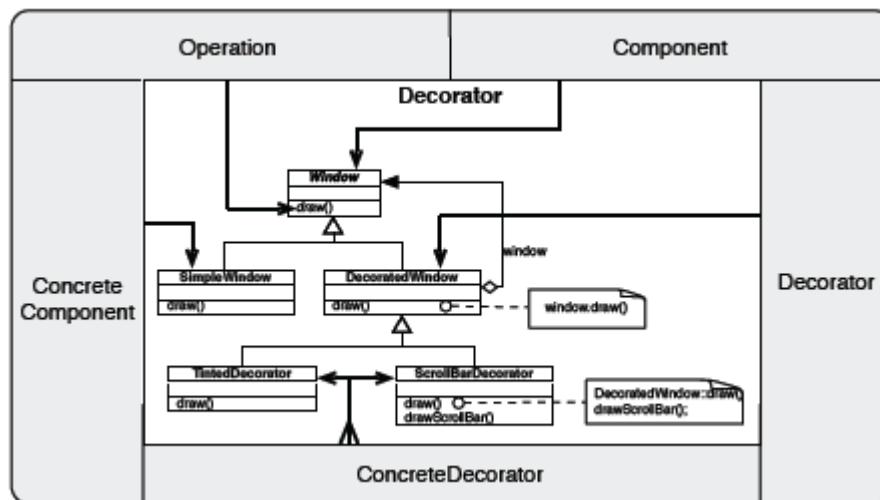 Operation
Component
Decorator
Window
draw()
window
Concrete
Component
Decorator
SimpleWindow
draw()
DecoratedWindow
draw()
window.draw()
TintedDecorator
draw()
ScrollBarDecorator
draw()
drawScrollBar()
DecoratedWindow::draw()
drawScrollBar();
ConcreteDecorator